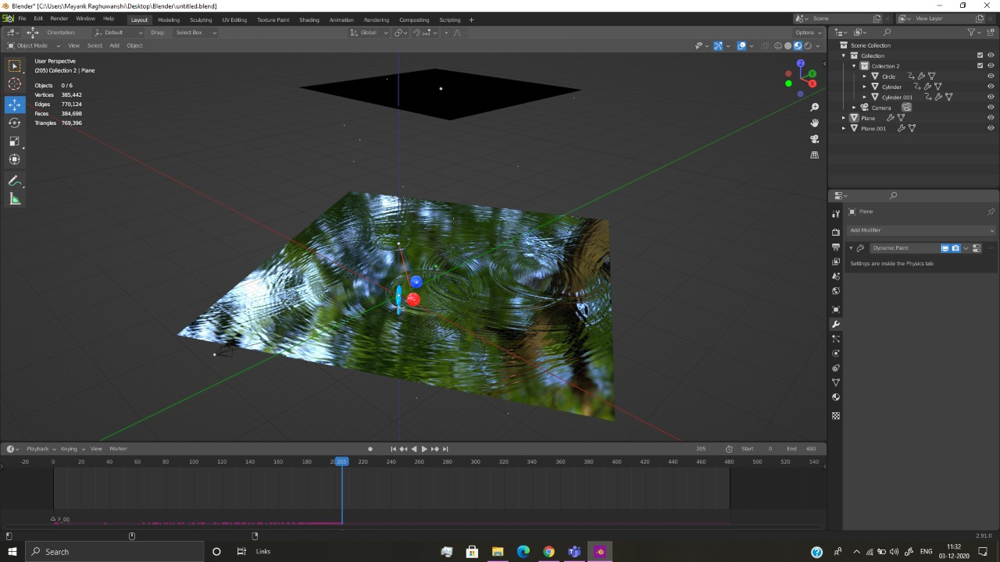 Blender* [C:\Users\Mayank Raghuwanshi\Desktop\Blender\untitled.blend]
File Edit Render Window Help Layout Modeling Sculpting UV Editing Texture Paint Shading Animation Rendering Compositing Scripting + Scene View Layer
Orientation: Default Drag: Select Box Global Options
Object Mode View Select Add Object
User Perspective
(205) Collection 2 | Plane
Objects 0 / 6
Vertices 385,442
Edges 770,124
Faces 384,698
Triangles 769,396
Z
Y
X
Scene Collection
Collection
Collection 2
Circle
Cylinder
Cylinder.001
Camera
Plane
Plane.001
Plane
Add Modifier
Dynamic Paint
Settings are inside the Physics tab
Playback Keying View Marker 205 Start 0 End 480
-20 0 20 40 60 80 100 120 140 160 180 205 220 240 260 280 300 320 340 360 380 400 420 440 460 480 500 520 540
F_00
2.91.0
Search Links ENG 11:32
03-12-2020